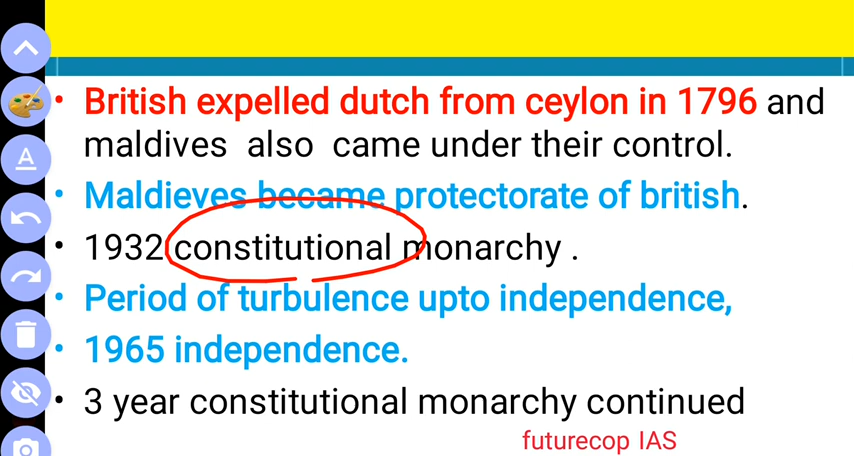 • British expelled dutch from ceylon in 1796 and
maldives also came under their control.
• Maldieves became protectorate of british.
• 1932 constitutional monarchy .
• Period of turbulence upto independence,
• 1965 independence.
• 3 year constitutional monarchy continued
futurecop IAS